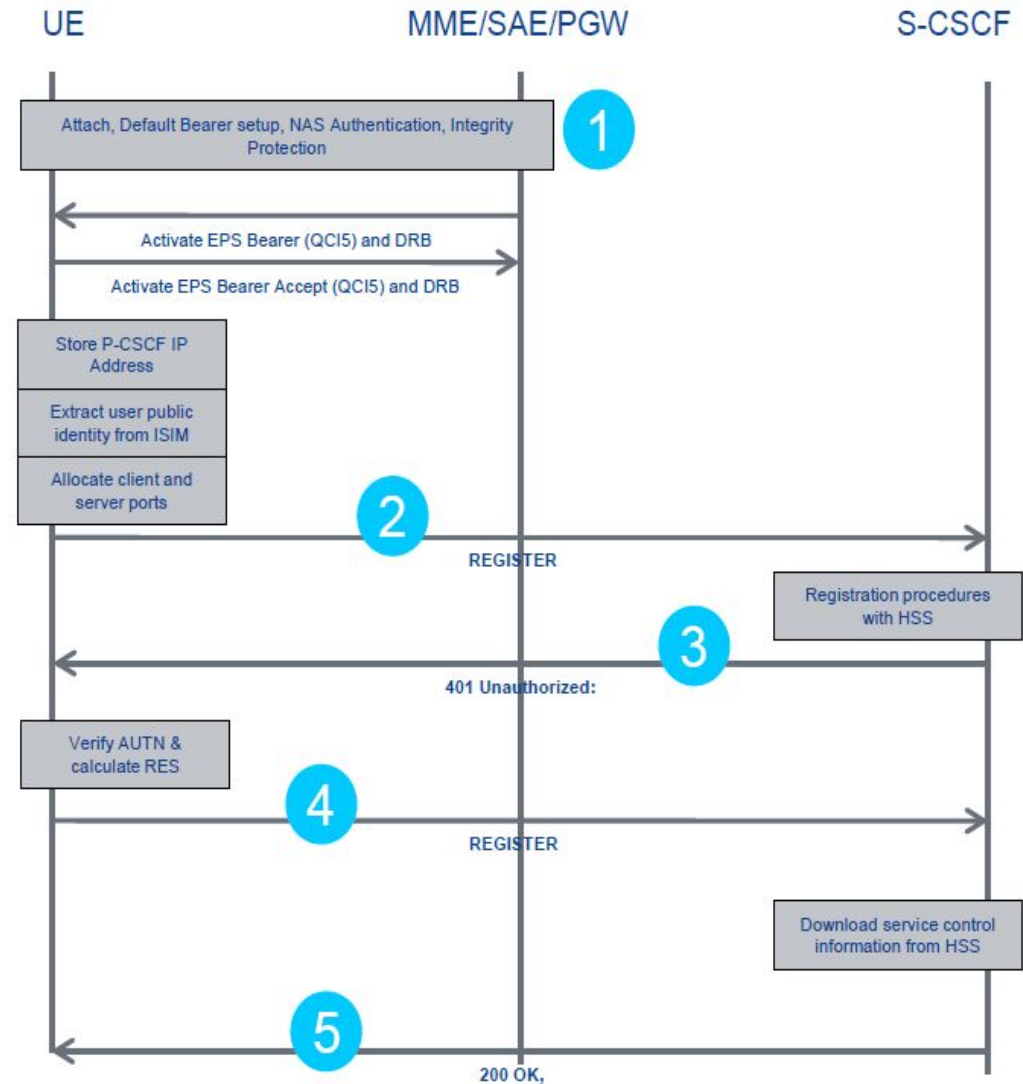 UE
MME/SAE/PGW
S-CSCF
Attach, Default Bearer setup, NAS Authentication, Integrity
Protection
1
Activate EPS Bearer (QCI5) and DRB
Activate EPS Bearer Accept (QCI5) and DRB
Store P-CSCF IP
Address
Extract user public
identity from ISIM
Allocate client and
server ports
2
REGISTER
Registration procedures
with HSS
3
401 Unauthorized:
Verify AUTN &
calculate RES
4
REGISTER
Download service control
information from HSS
5
200 OK,